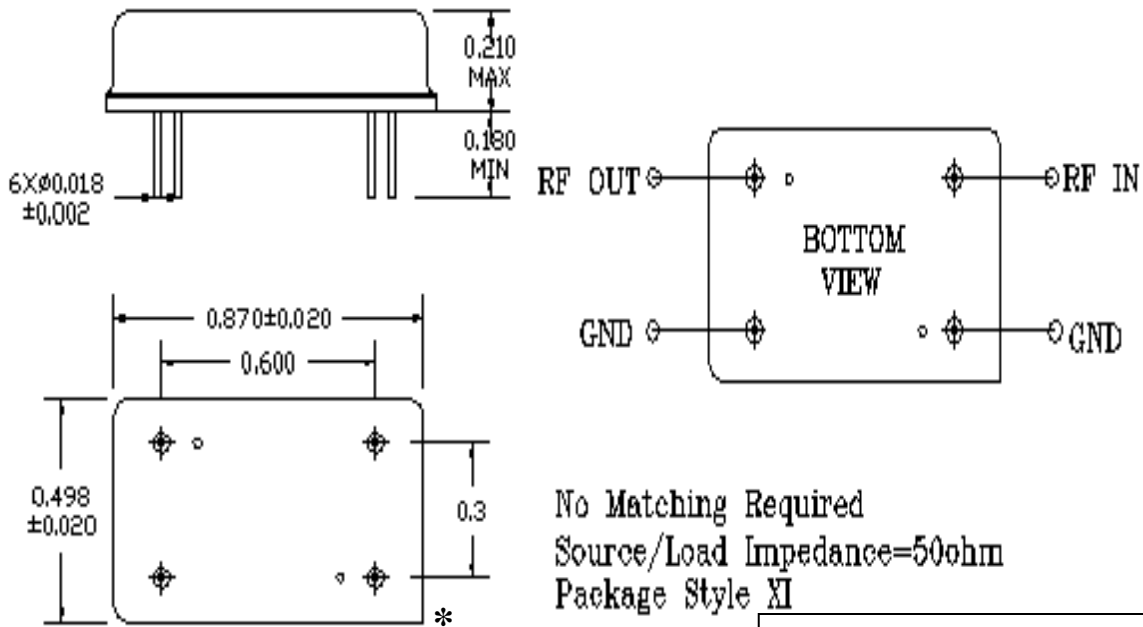 0.210
MAX
0.180
MIN
6XØ0.018
±0.002
RF OUT
RF IN
BOTTOM
VIEW
GND
GND
0.870±0.020
0.600
0.498
±0.020
0.3
No Matching Required
Source/Load Impedance=50ohm
Package Style XI
*